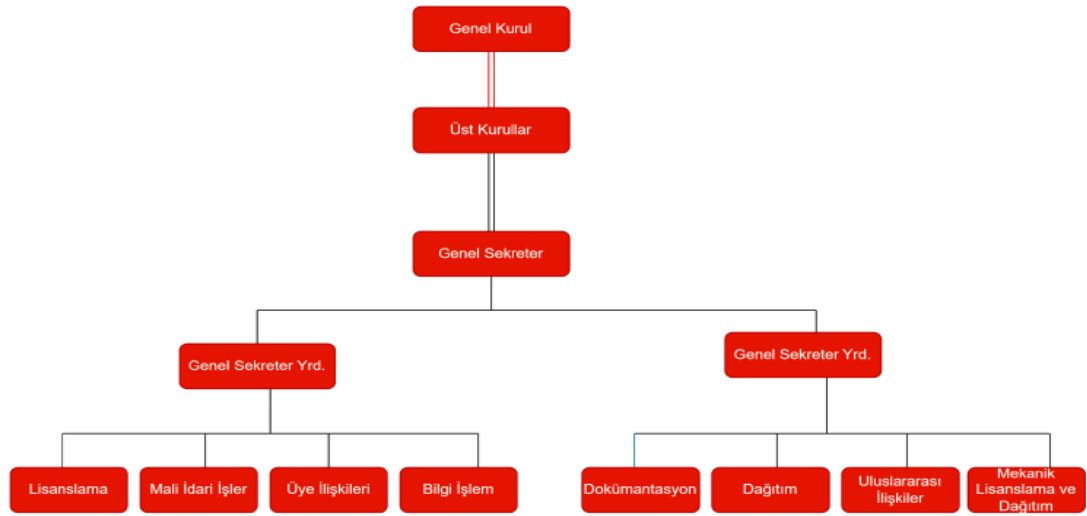 Genel Kurul
Üst Kurullar
Genel Sekreter
Genel Sekreter Yrd.
Genel Sekreter Yrd.
Lisanslama
Mali İdari İşler
Üye İlişkileri
Bilgi İşlem
Dokümantasyon
Dağıtım
Uluslararası
İlişkiler
Mekanik
Lisanslama ve
Dağıtım